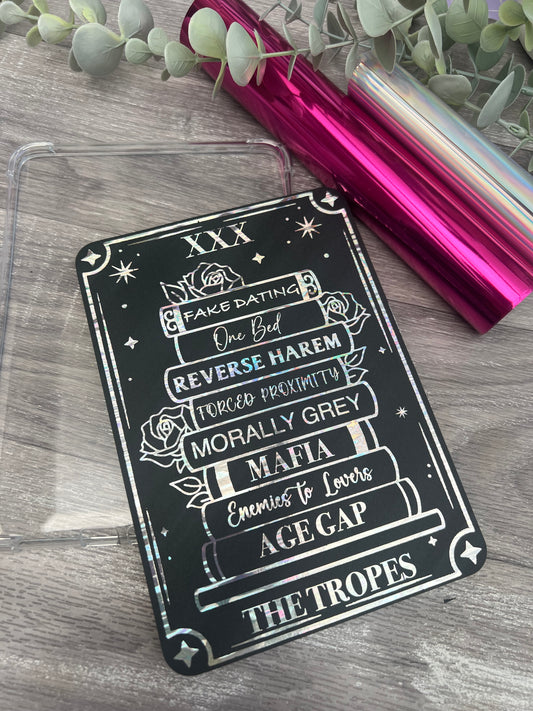 XXX
FAKE DATING
One Bed
REVERSE HAREM
FORCED PROXIMITY
MORALLY GREY
MAFIA
Enemies to Lovers
AGE GAP
THE TROPES